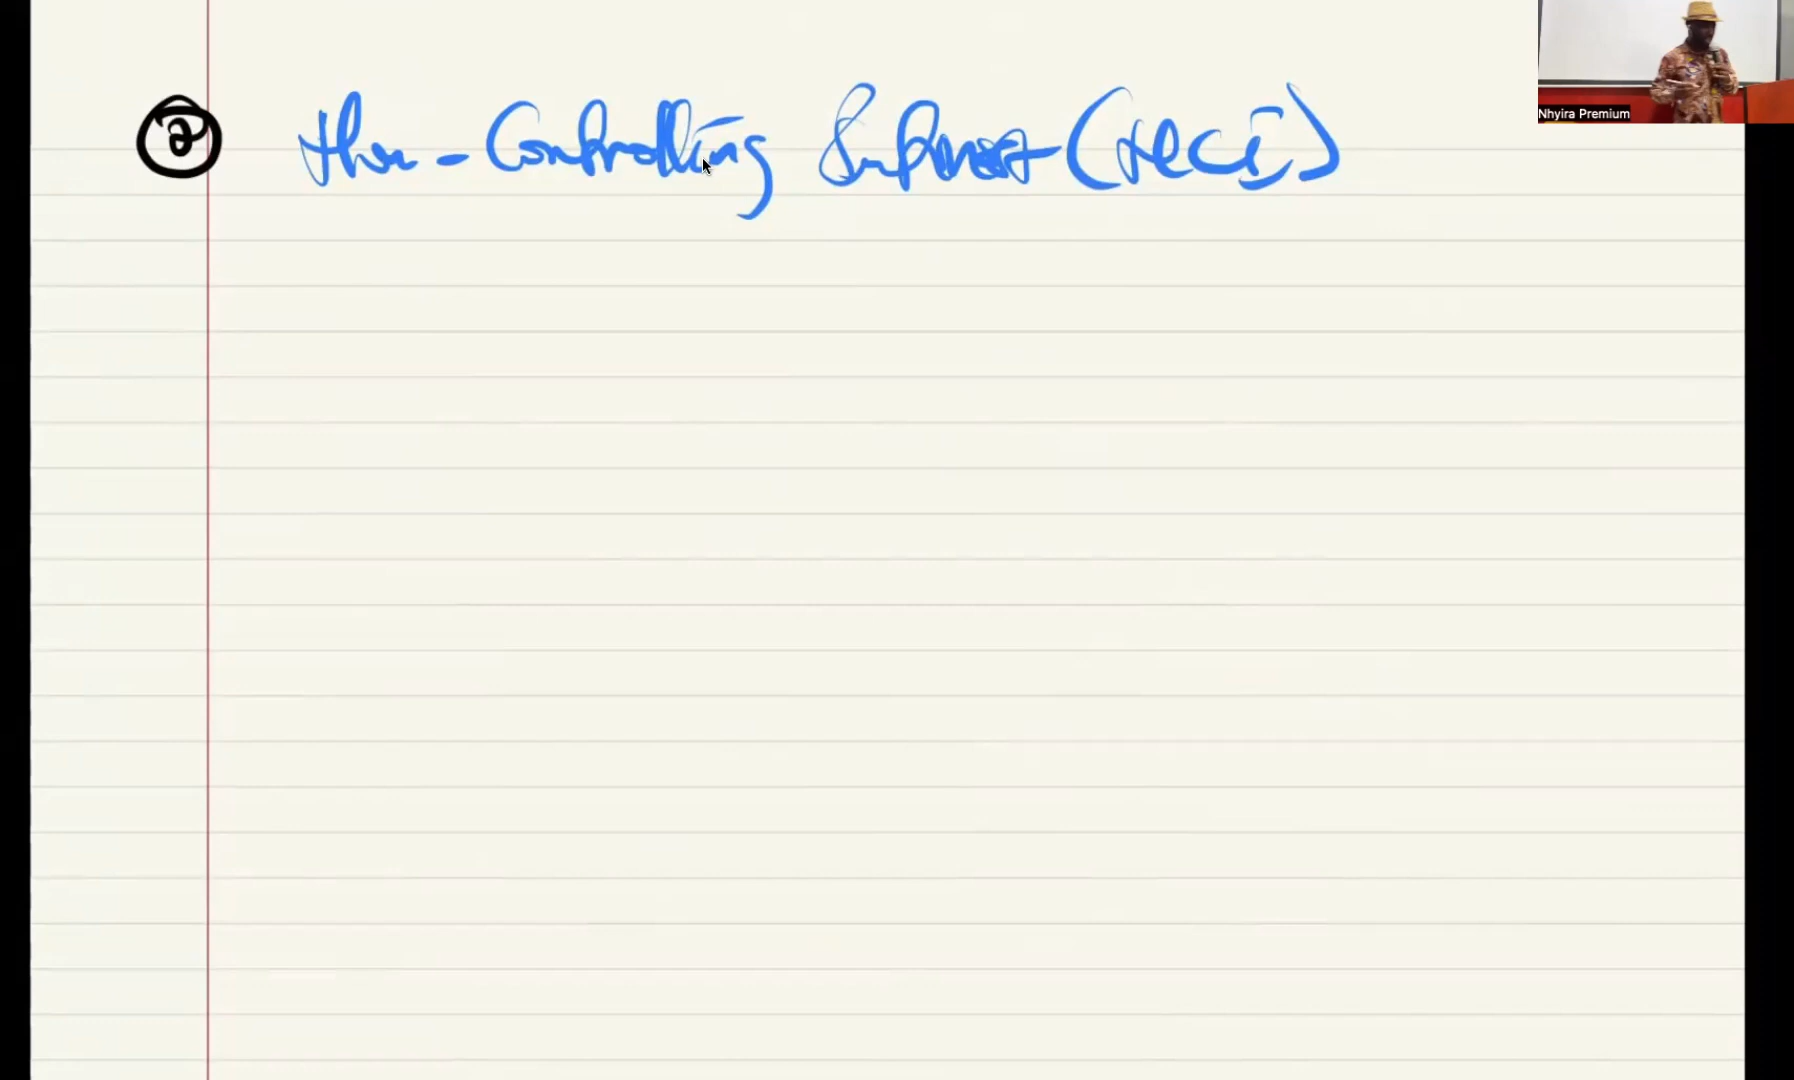 ② Non-Controlling Interest (NCI)
Nhyira Premium